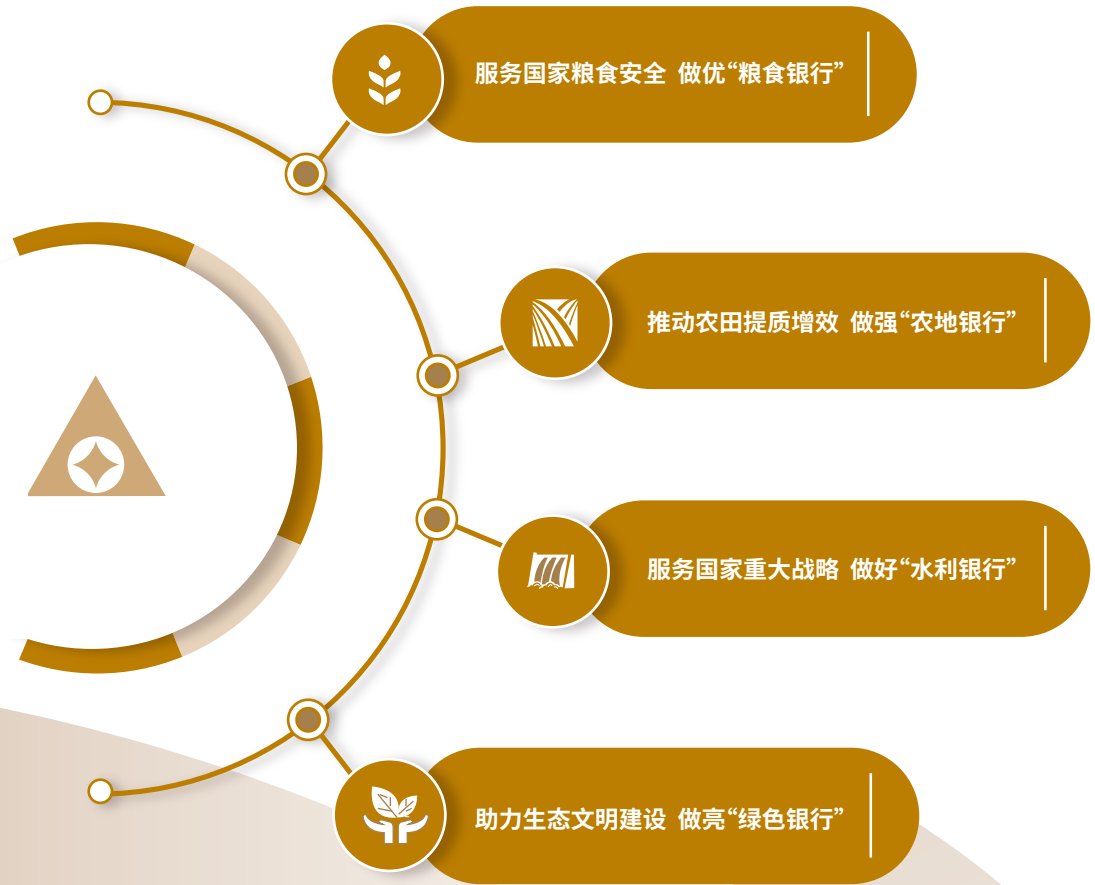 服务国家粮食安全 做优“粮食银行”
推动农田提质增效 做强“农地银行”
服务国家重大战略 做好“水利银行”
助力生态文明建设 做亮“绿色银行”